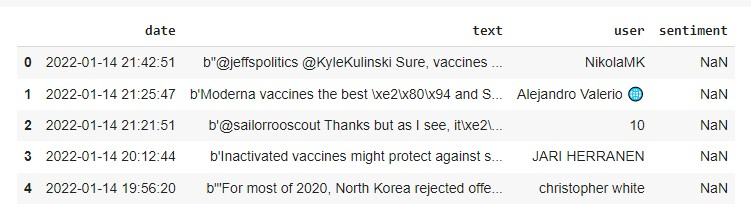 date text user sentiment
0 2022-01-14 21:42:51 b"@jeffspolitics @KyleKulinski Sure, vaccines ... NikolaMK NaN
1 2022-01-14 21:25:47 b'Moderna vaccines the best \xe2\x80\x94 and S... Alejandro Valerio 🌐 NaN
2 2022-01-14 21:21:51 b'@sailorrooscout Thanks but as I see, it\xe2\... 10 NaN
3 2022-01-14 20:12:44 b'Inactivated vaccines might protect against s... JARI HERRANEN NaN
4 2022-01-14 19:56:20 b'"For most of 2020, North Korea rejected offe... christopher white NaN